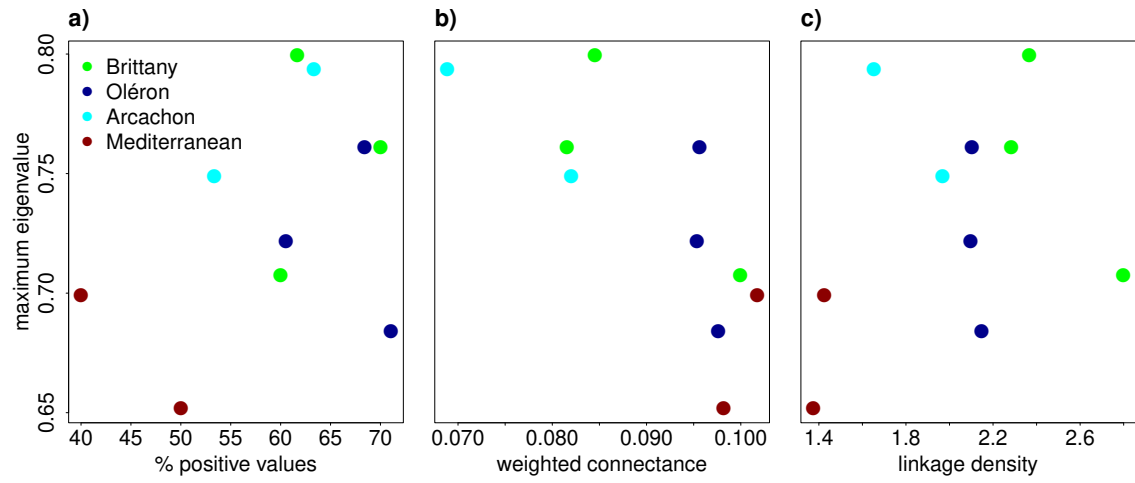 a) b) c)
Brittany
Oléron
Arcachon
Mediterranean
maximum eigenvalue
0.80
0.75
0.70
0.65
40 45 50 55 60 65 70
0.070 0.080 0.090 0.100
1.4 1.8 2.2 2.6
% positive values
weighted connectance
linkage density